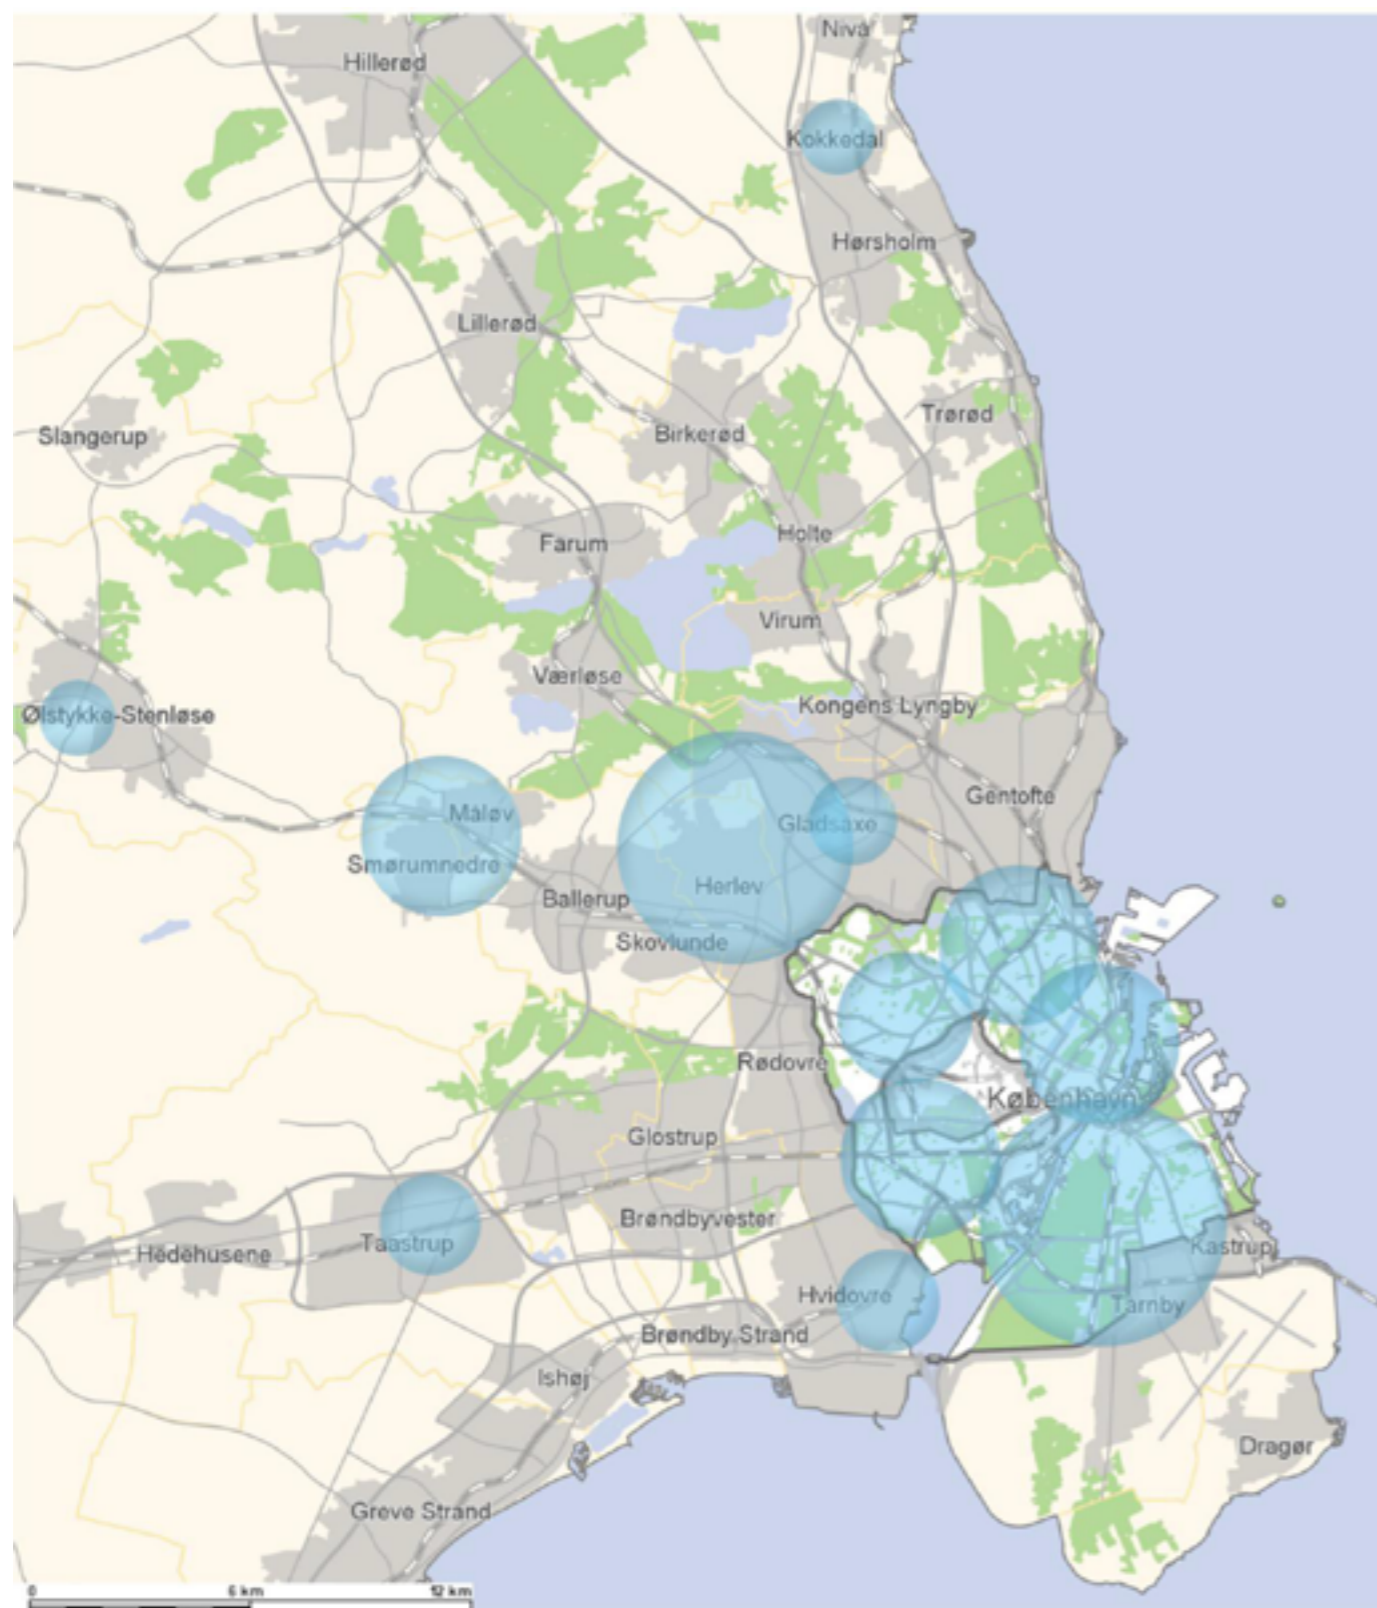 Nivå
Hillerød
Kokkedal
Hørsholm
Lillerød
Trørød
Slangerup
Birkerød
Holte
Farum
Virum
Værløse
Kongens Lyngby
Ølstykke-Stenløse
Gentofte
Måløv
Gladsaxe
Smørumnedre
Herlev
Ballerup
Skovlunde
Rødovre
København
Glostrup
Brøndbyvester
Taastrup
Hedehusene
Kastrup
Hvidovre
Tårnby
Brøndby Strand
Ishøj
Dragør
Greve Strand
0 6 km 12 km